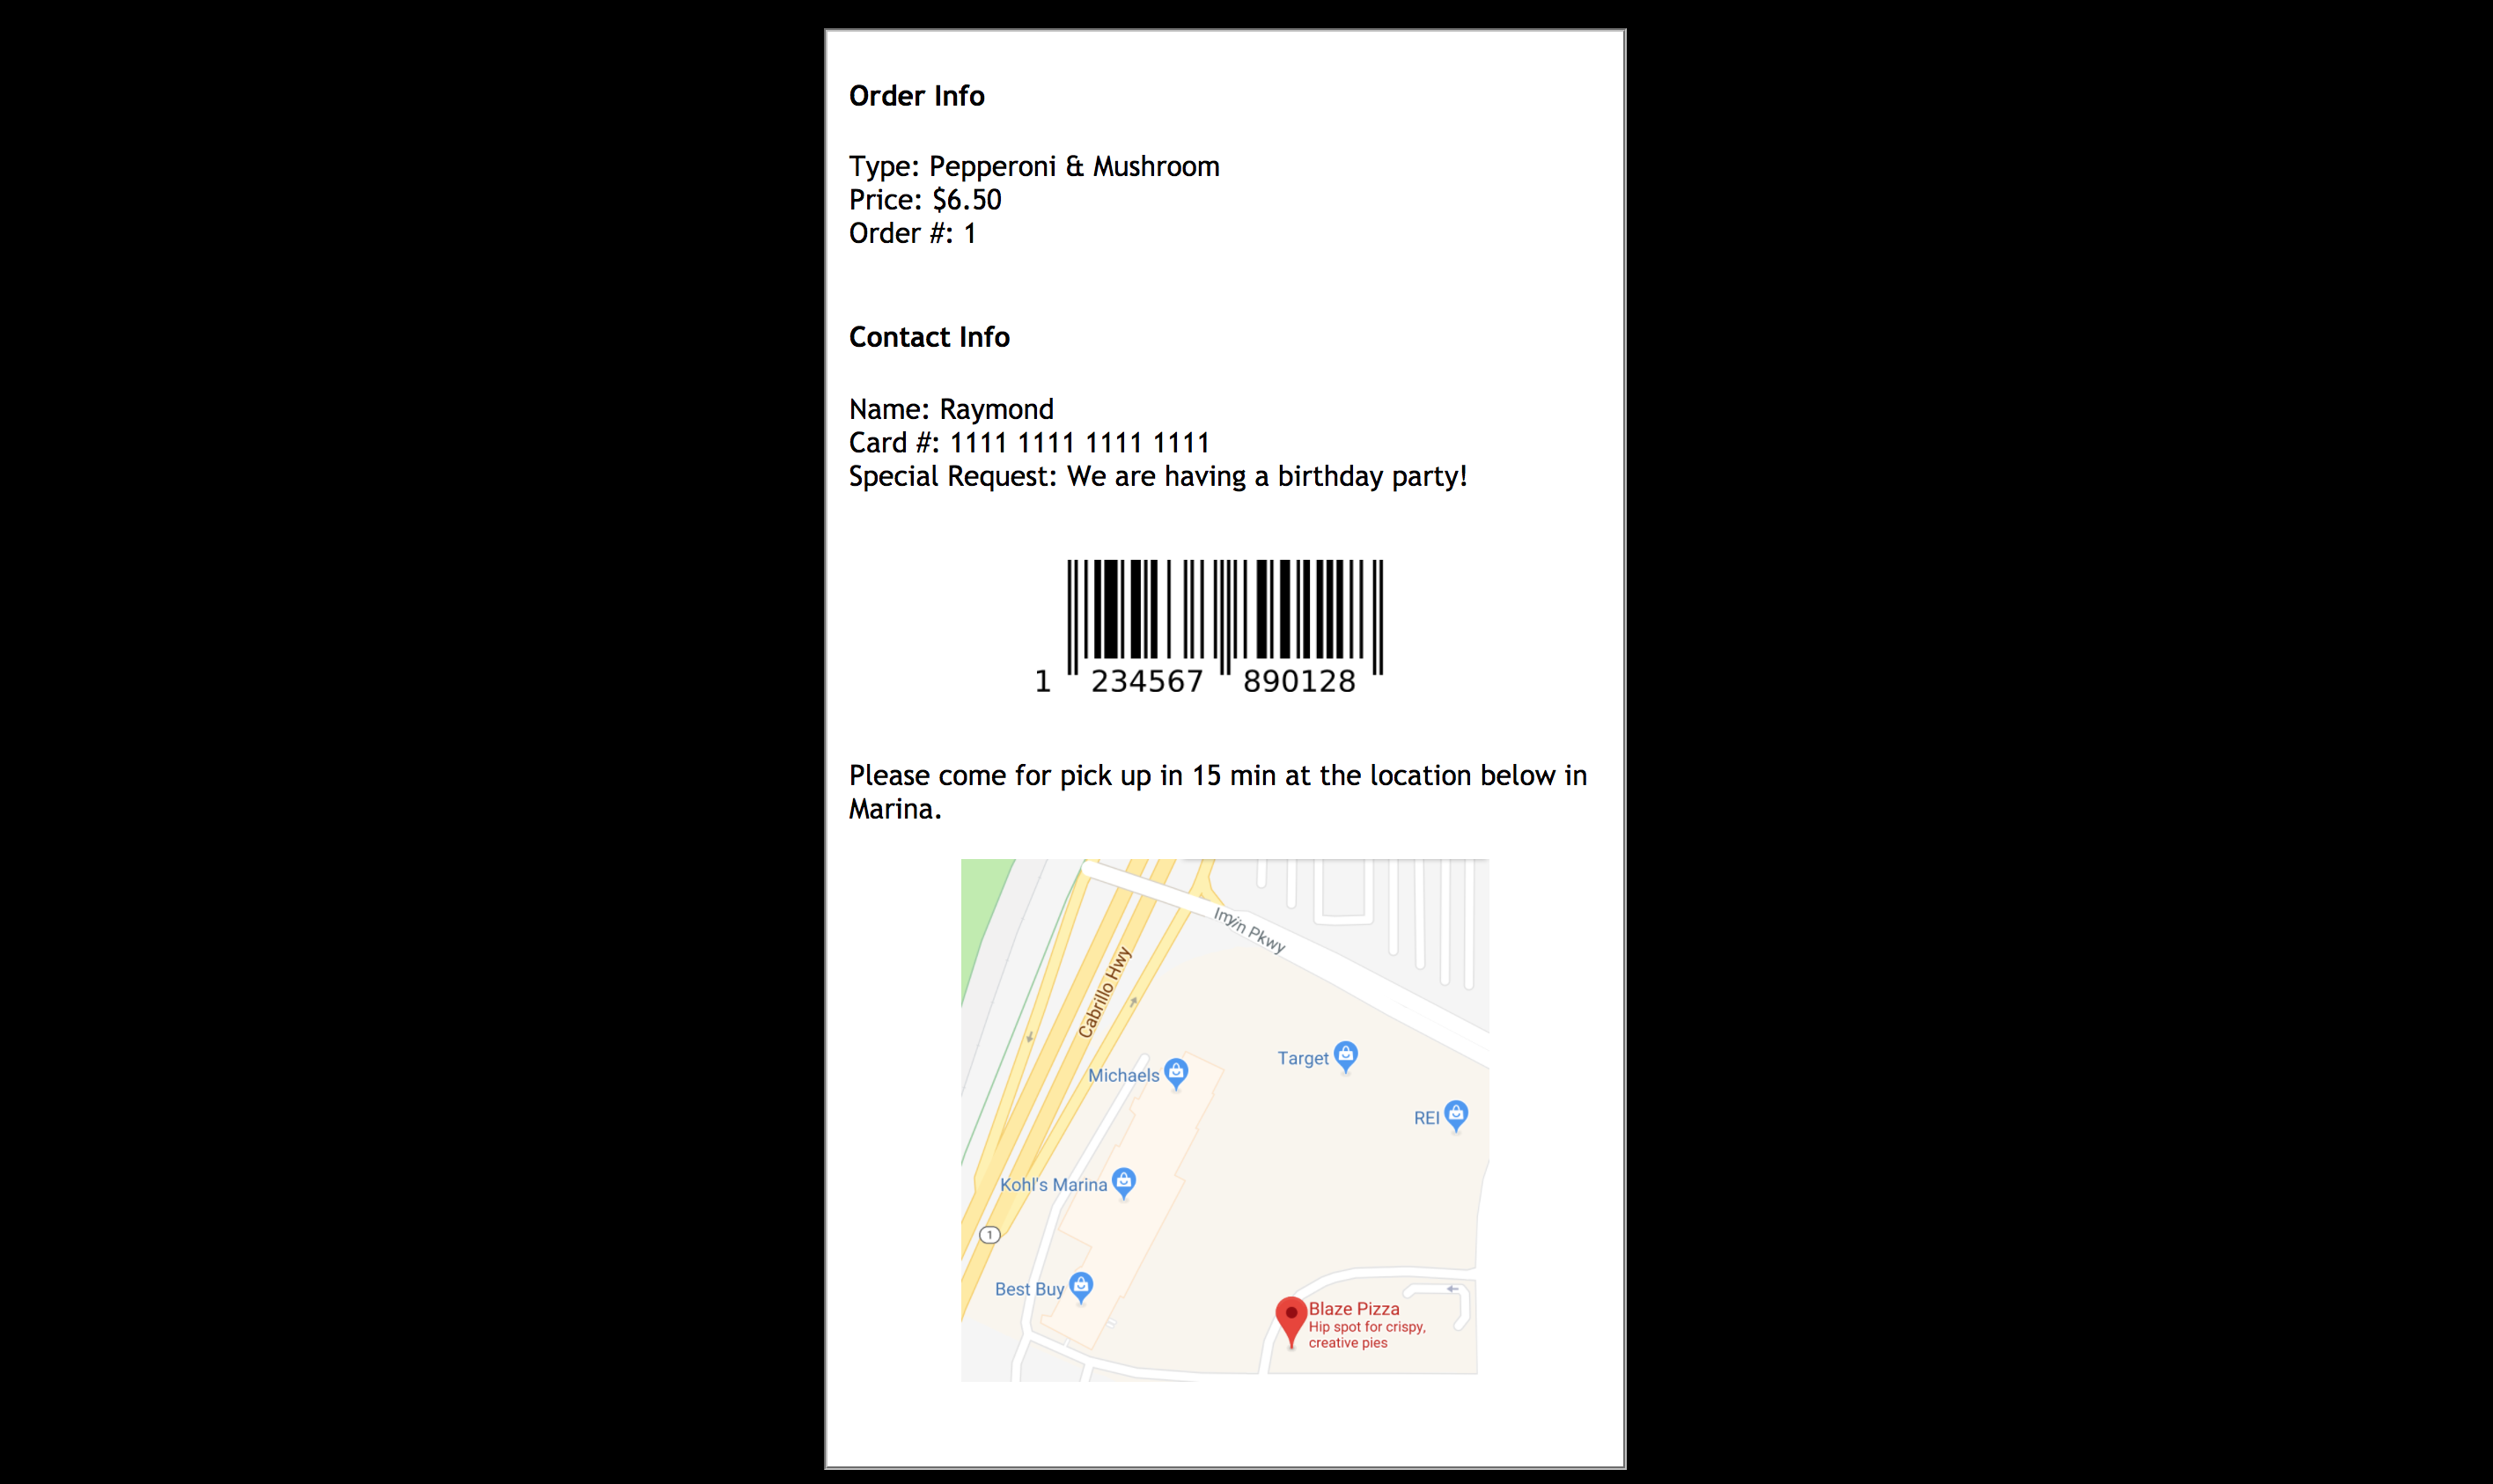 Order Info
Type: Pepperoni & Mushroom
Price: $6.50
Order #: 1
Contact Info
Name: Raymond
Card #: 1111 1111 1111 1111
Special Request: We are having a birthday party!
1 234567 890128
Please come for pick up in 15 min at the location below in
Marina.
Irvin Pkwy
Cabrillo Hwy
Target
Michaels
REI
Kohl's Marina
1
Best Buy
Blaze Pizza
Hip spot for crispy,
creative pies